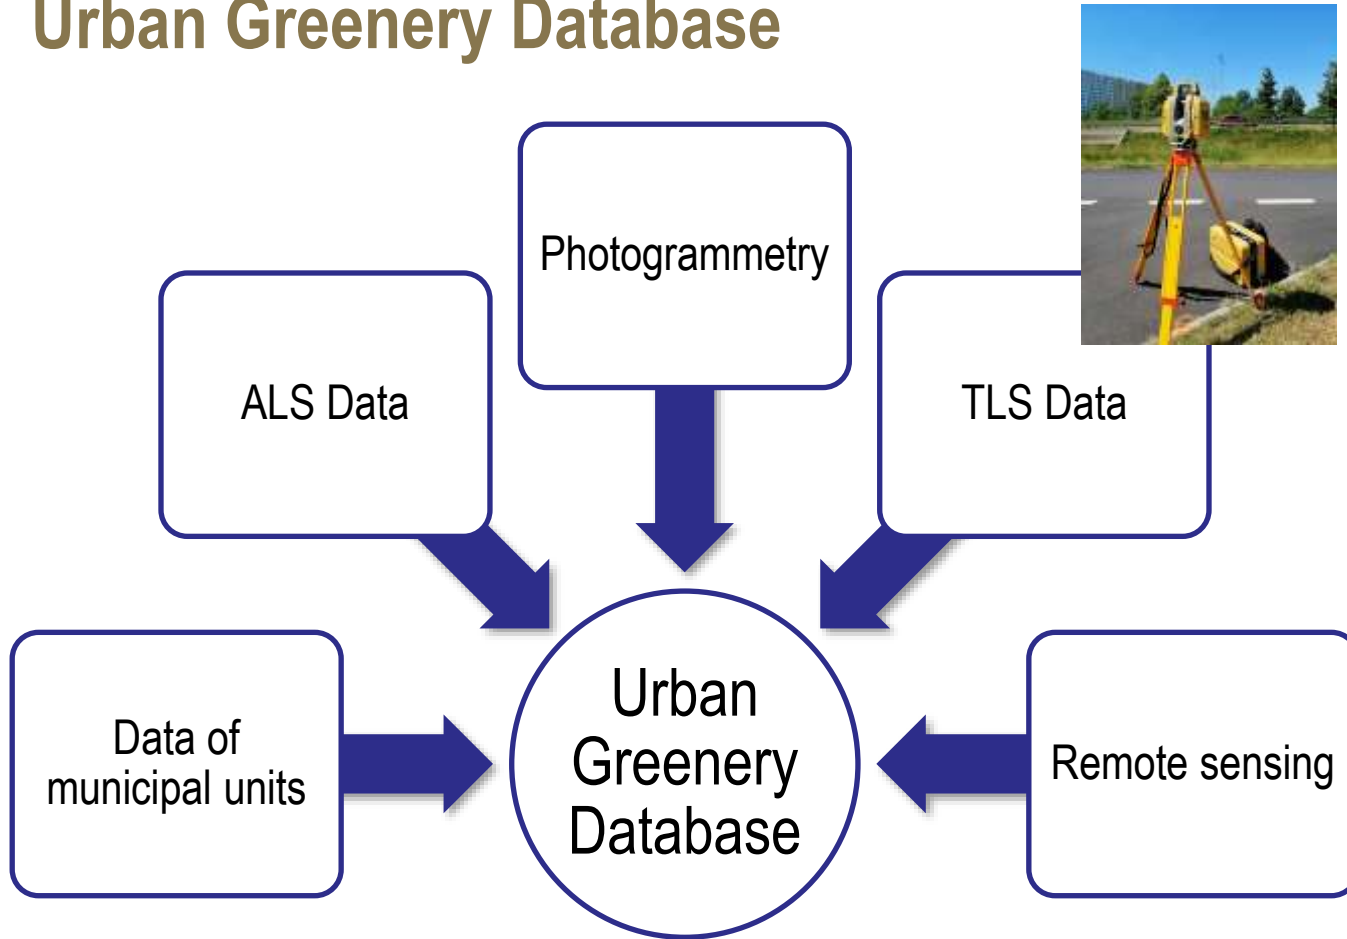 Urban Greenery Database
Photogrammetry
ALS Data
TLS Data
Data of
municipal units
Urban
Greenery
Database
Remote sensing